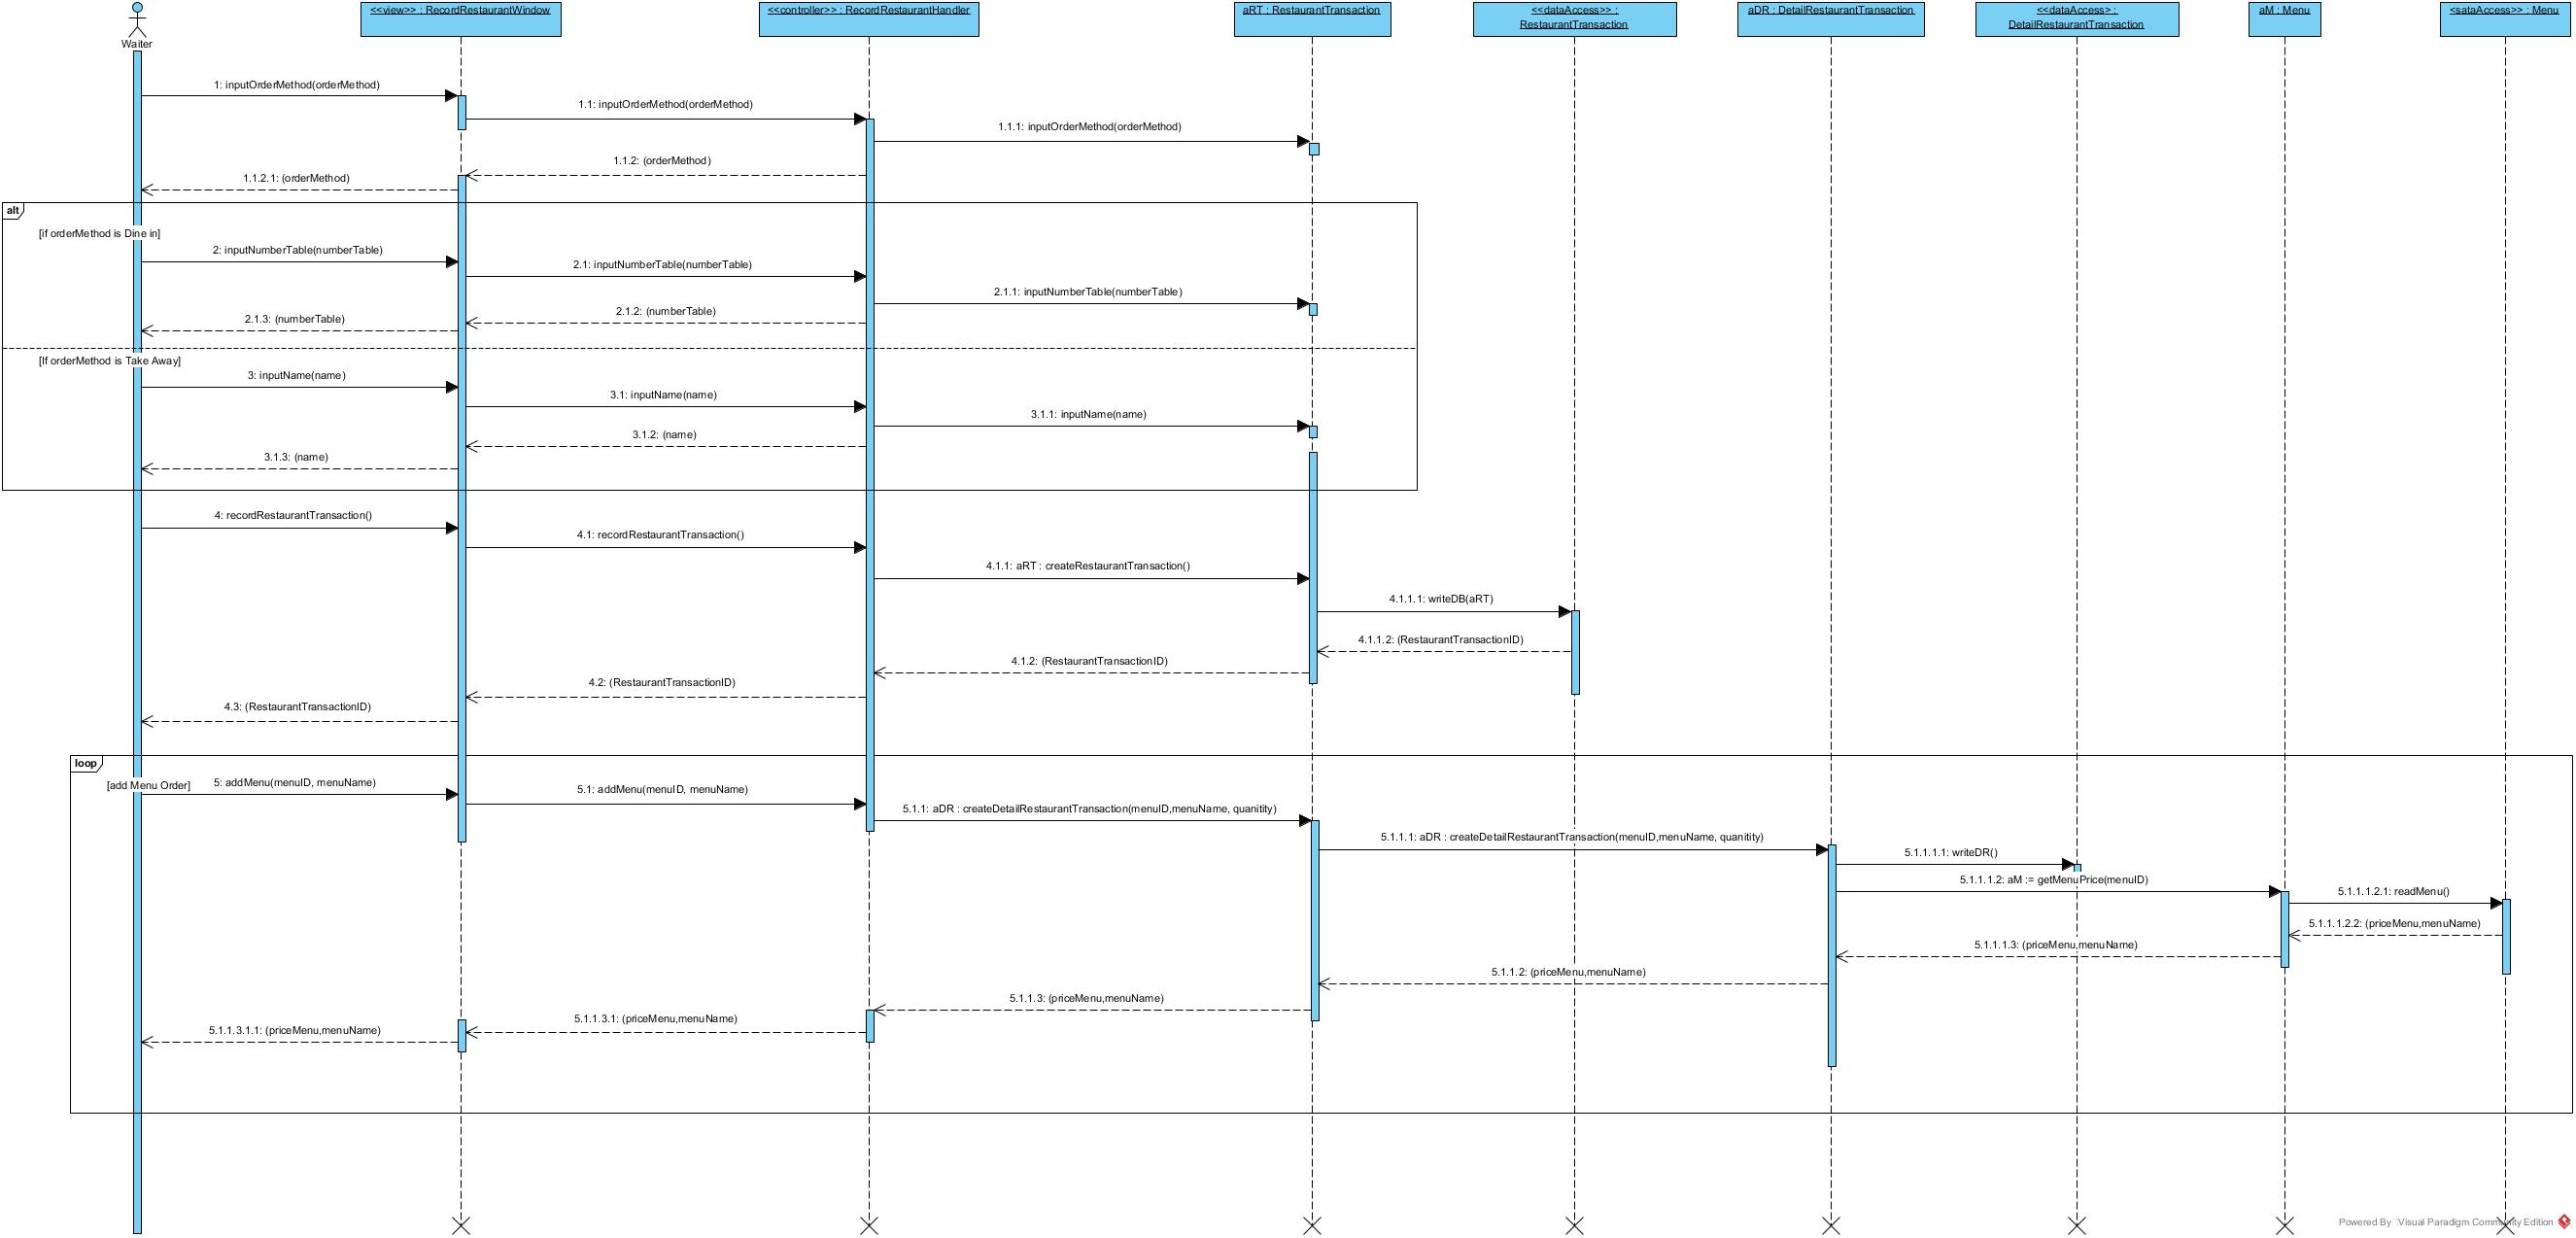 <<view>> : RecordRestaurantWindow
<<controller>> : RecordRestaurantHandler
aRT : RestaurantTransaction
<<dataAccess>> :
RestaurantTransaction
aDR : DetailRestaurantTransaction
<<dataAccess> :
DetailRestaurantTransaction
aM : Menu
<sataAccess>> : Menu
Waiter
1: inputOrderMethod(orderMethod)
1.1: inputOrderMethod(orderMethod)
1.1.1: inputOrderMethod(orderMethod)
1.1.2: (orderMethod)
1.1.2.1: (orderMethod)
alt
[if orderMethod is Dine in]
2: inputNumberTable(numberTable)
2.1: inputNumberTable(numberTable)
2.1.1: inputNumberTable(numberTable)
2.1.2: (numberTable)
2.1.3: (numberTable)
[If orderMethod is Take Away]
3: inputName(name)
3.1: inputName(name)
3.1.1: inputName(name)
3.1.2: (name)
3.1.3: (name)
4: recordRestaurantTransaction()
4.1: recordRestaurantTransaction()
4.1.1: aRT : createRestaurantTransaction()
4.1.1.1: writeDB(aRT)
4.1.1.2: (RestaurantTransactionID)
4.1.2: (RestaurantTransactionID)
4.2: (RestaurantTransactionID)
4.3: (RestaurantTransactionID)
loop
[add Menu Order]
5: addMenu(menuID, menuName)
5.1: addMenu(menuID, menuName)
5.1.1: aDR : createDetailRestaurantTransaction(menuID,menuName, quanitity)
5.1.1.1: aDR : createDetailRestaurantTransaction(menuID,menuName, quanitity)
5.1.1.1.1: writeDR()
5.1.1.1.2: aM := getMenuPrice(menuID)
5.1.1.1.2.1: readMenu()
5.1.1.1.2.2: (priceMenu,menuName)
5.1.1.1.3: (priceMenu,menuName)
5.1.1.2: (priceMenu,menuName)
5.1.1.3: (priceMenu,menuName)
5.1.1.3.1: (priceMenu,menuName)
5.1.1.3.1.1: (priceMenu,menuName)
Powered By Visual Paradigm Community Edition